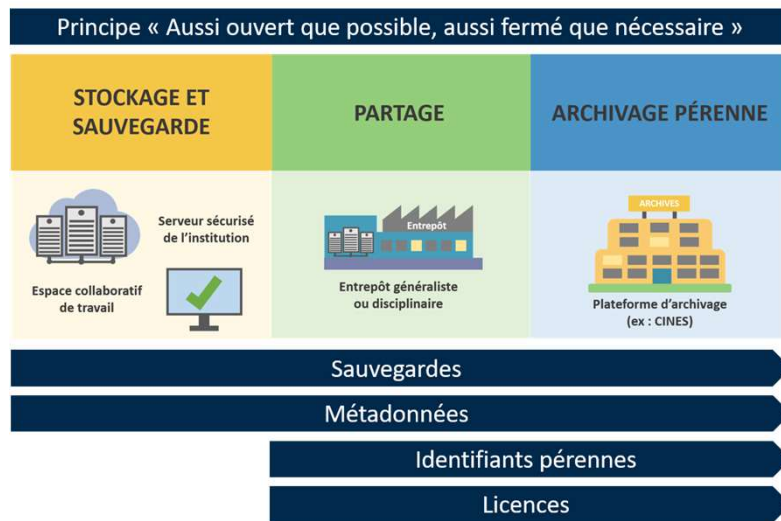 Principe « Aussi ouvert que possible, aussi fermé que nécessaire »
STOCKAGE ET
SAUVEGARDE
PARTAGE
ARCHIVAGE PÉRENNE
Serveur sécurisé
de l'institution
Espace collaboratif
de travail
Entrepôt
Entrepôt généraliste
ou disciplinaire
ARCHIVES
Plateforme d'archivage
(ex : CINES)
Sauvegardes
Métadonnées
Identifiants pérennes
Licences